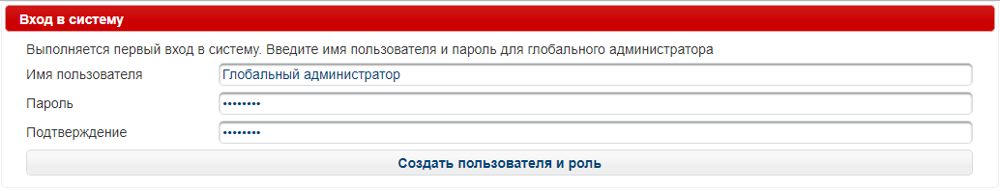 Вход в систему
Выполняется первый вход в систему. Введите имя пользователя и пароль для глобального администратора
Имя пользователя Глобальный администратор
Пароль ••••••••
Подтверждение ••••••••
Создать пользователя и роль